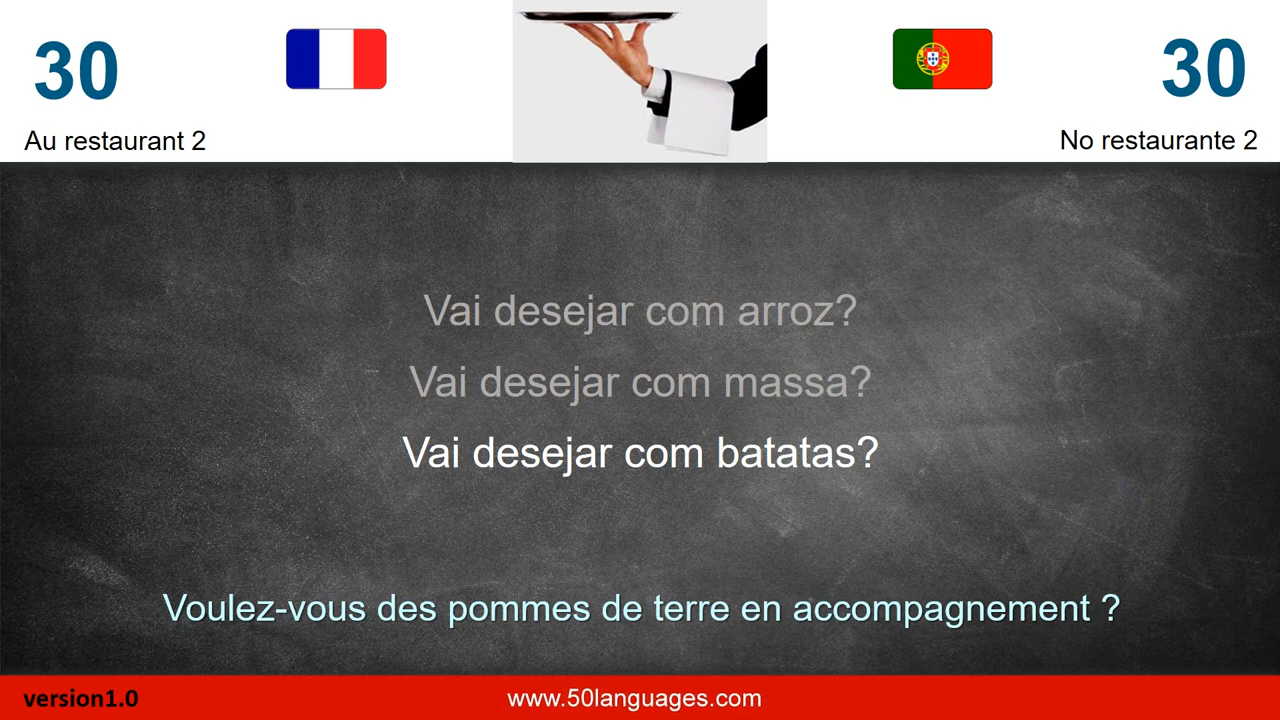 30
30
Au restaurant 2
No restaurante 2
Vai desejar com arroz?
Vai desejar com massa?
Vai desejar com batatas?
Voulez-vous des pommes de terre en accompagnement ?
version1.0
www.50languages.com